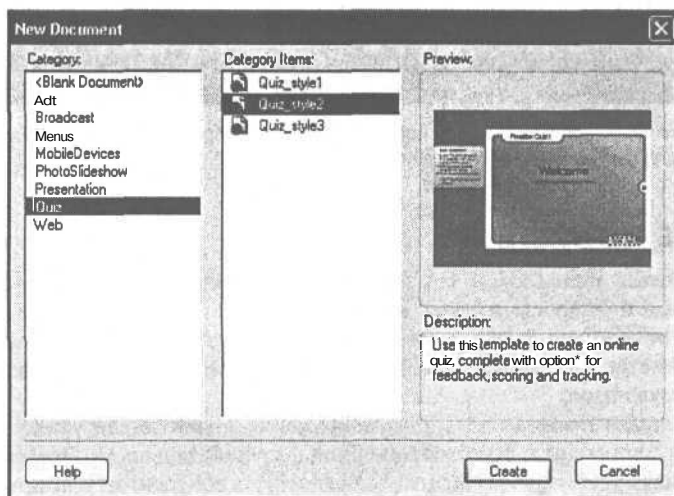 New Document
Category:
<Blank Document>
Adt
Broadcast
Menus
MobileDevices
PhotoSlideshow
Presentation
Quiz
Web
Category Items:
Quiz_style1
Quiz_style2
Quiz_style3
Preview:
Welcome
Description:
Use this template to create an online
quiz, complete with option* for
feedback, scoring and tracking.
Help
Create
Cancel